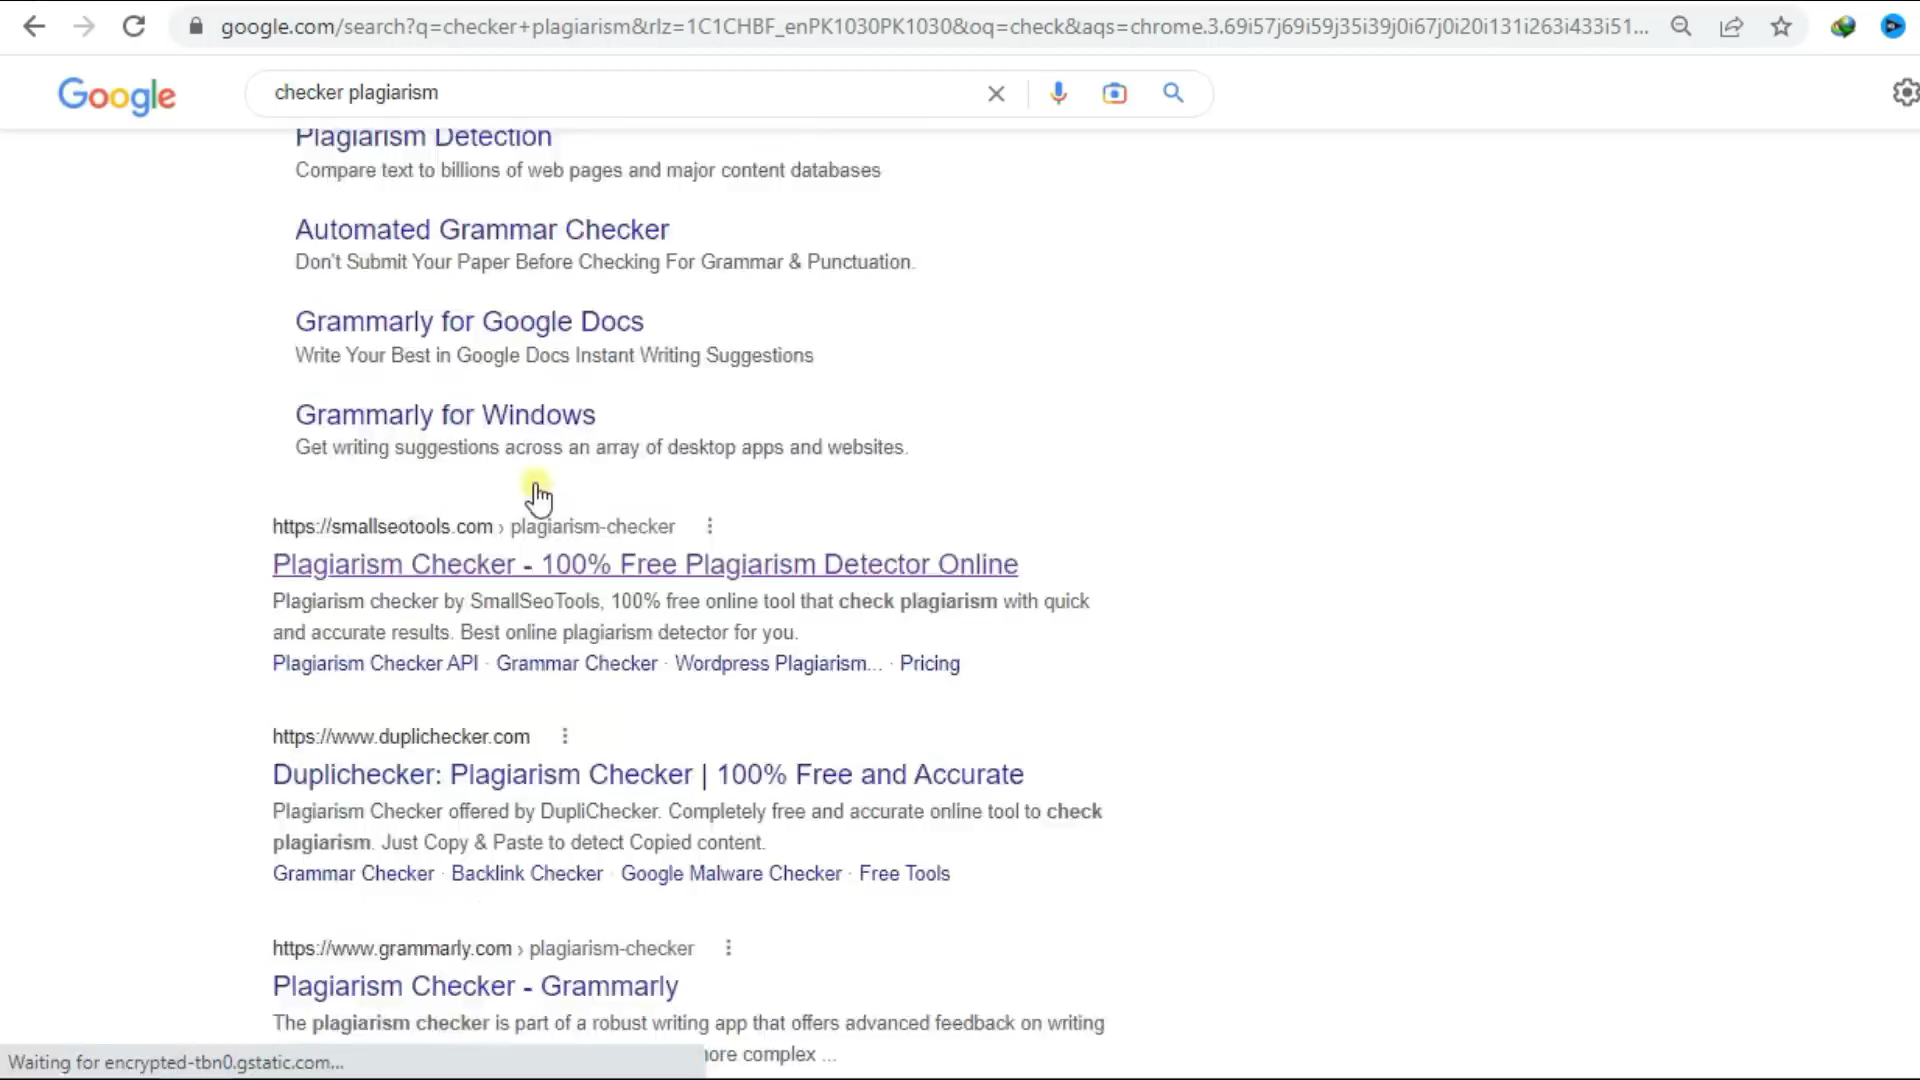 google.com/search?q=checker+plagiarism&rlz=1C1CHBF_enPK1030PK1030&oq=check&aqs=chrome.3.69i57j69i59j35i39j0i67j0i20i131i263i433i51...
Google
checker plagiarism
Plagiarism Detection
Compare text to billions of web pages and major content databases
Automated Grammar Checker
Don't Submit Your Paper Before Checking For Grammar & Punctuation.
Grammarly for Google Docs
Write Your Best in Google Docs Instant Writing Suggestions
Grammarly for Windows
Get writing suggestions across an array of desktop apps and websites.
https://smallseotools.com › plagiarism-checker
Plagiarism Checker - 100% Free Plagiarism Detector Online
Plagiarism checker by SmallSeoTools, 100% free online tool that check plagiarism with quick
and accurate results. Best online plagiarism detector for you.
Plagiarism Checker API · Grammar Checker · Wordpress Plagiarism... · Pricing
https://www.duplichecker.com
Duplichecker: Plagiarism Checker | 100% Free and Accurate
Plagiarism Checker offered by DupliChecker. Completely free and accurate online tool to check
plagiarism. Just Copy & Paste to detect Copied content.
Grammar Checker · Backlink Checker · Google Malware Checker · Free Tools
https://www.grammarly.com › plagiarism-checker
Plagiarism Checker - Grammarly
The plagiarism checker is part of a robust writing app that offers advanced feedback on writing
more complex ...
Waiting for encrypted-tbn0.gstatic.com...